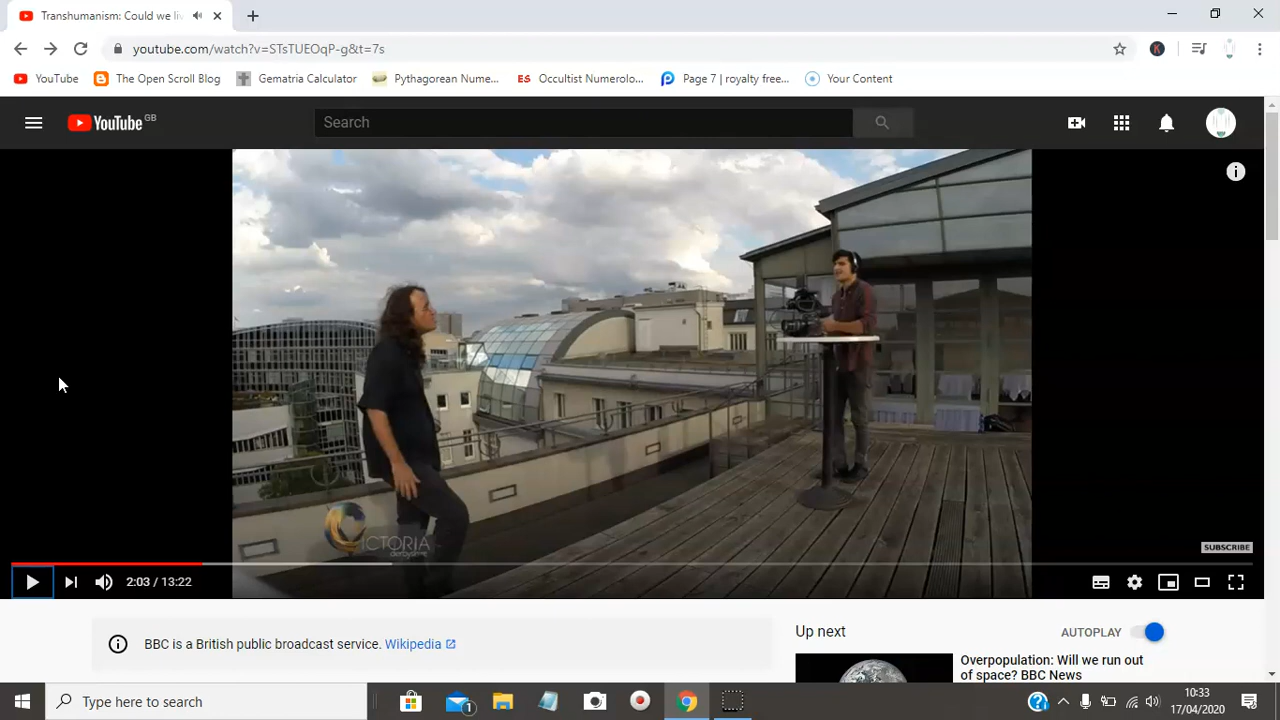 Transhumanism: Could we li
youtube.com/watch?v=STsTUEOqP-g&t=7s
YouTube
The Open Scroll Blog
Gematria Calculator
Pythagorean Nume...
ES Occultist Numerolo...
Page 7 | royalty free...
Your Content
YouTube GB
Search
VICTORIA
derbyshire
SUBSCRIBE
2:03 / 13:22
BBC is a British public broadcast service. Wikipedia
Up next
AUTOPLAY
Overpopulation: Will we run out
of space? BBC News
Type here to search
1
10:33
17/04/2020